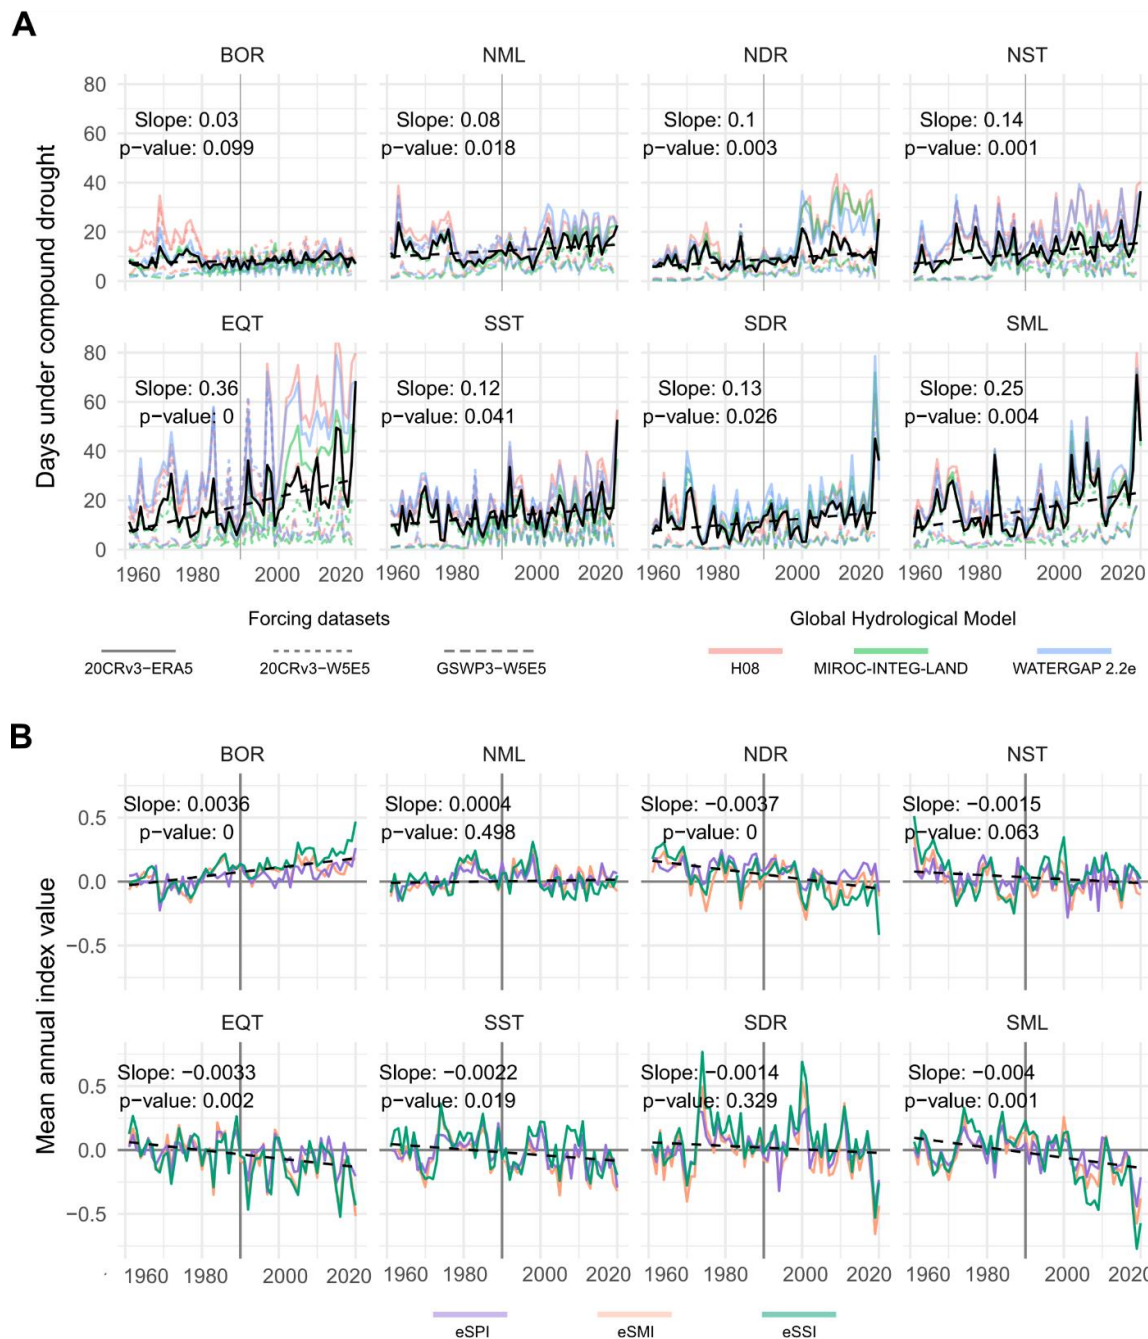 A
BOR NML NDR NST
80
Slope: 0.03 Slope: 0.08 Slope: 0.1 Slope: 0.14
60
p-value: 0.099 p-value: 0.018 p-value: 0.003 p-value: 0.001
40
20
0
Days under compound drought
EQT SST SDR SML
80
Slope: 0.36 Slope: 0.12 Slope: 0.13 Slope: 0.25
60
p-value: 0 p-value: 0.041 p-value: 0.026 p-value: 0.004
40
20
0
1960 1980 2000 2020 1960 1980 2000 2020 1960 1980 2000 2020 1960 1980 2000 2020
Forcing datasets Global Hydrological Model
20CRv3−ERA5 20CRv3−W5E5 GSWP3−W5E5 H08 MIROC-INTEG-LAND WATERGAP 2.2e
B
BOR NML NDR NST
Slope: 0.0036 Slope: 0.0004 Slope: −0.0037 Slope: −0.0015
0.5
p-value: 0 p-value: 0.498 p-value: 0 p-value: 0.063
0.0
−0.5
Mean annual index value
EQT SST SDR SML
Slope: −0.0033 Slope: −0.0022 Slope: −0.0014 Slope: −0.004
0.5
p-value: 0.002 p-value: 0.019 p-value: 0.329 p-value: 0.001
0.0
−0.5
1960 1980 2000 2020 1960 1980 2000 2020 1960 1980 2000 2020 1960 1980 2000 202
eSPI eSMI eSSI